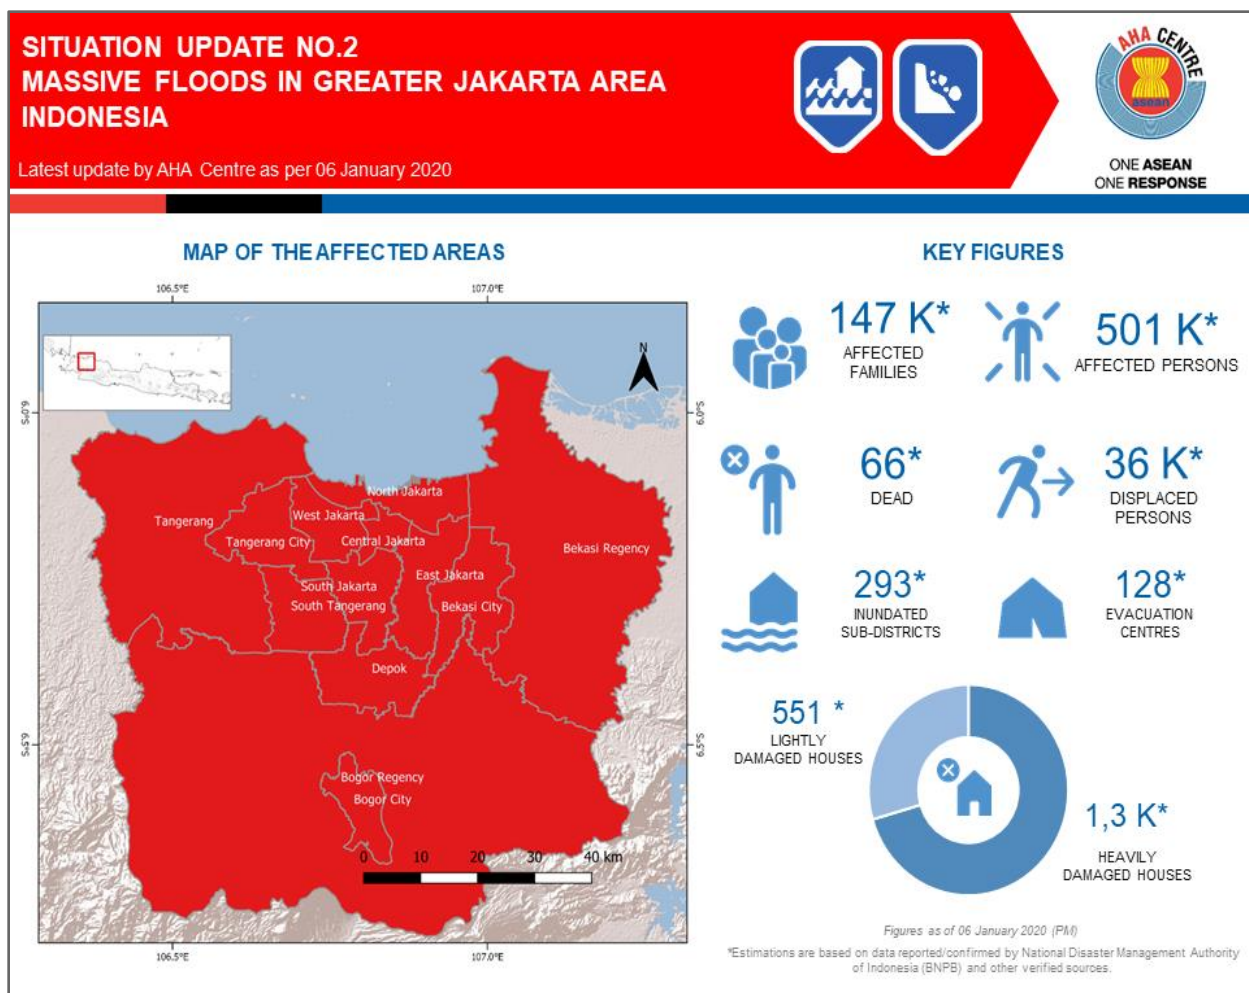 SITUATION UPDATE NO.2
MASSIVE FLOODS IN GREATER JAKARTA AREA
INDONESIA
Latest update by AHA Centre as per 06 January 2020
AHA CENTRE
asean
ONE ASEAN
ONE RESPONSE
MAP OF THE AFFECTED AREAS
106.5°E
107.0°E
N
6.0°S
6.0°S
North Jakarta
West Jakarta
Tangerang
Tangerang City
Central Jakarta
Bekasi Regency
East Jakarta
South Jakarta
South Tangerang
Bekasi City
Depok
6.5°S
6.5°S
Bogor Regency
Bogor City
0 10 20 30 40 km
106.5°E
107.0°E
KEY FIGURES
147 K*
AFFECTED
FAMILIES
501 K*
AFFECTED PERSONS
66*
DEAD
36 K*
DISPLACED
PERSONS
293*
INUNDATED
SUB-DISTRICTS
128*
EVACUATION
CENTRES
551 *
LIGHTLY
DAMAGED HOUSES
1,3 K*
HEAVILY
DAMAGED HOUSES
Figures as of 06 January 2020 (PM)
*Estimations are based on data reported/confirmed by National Disaster Management Authority
of Indonesia (BNPB) and other verified sources.